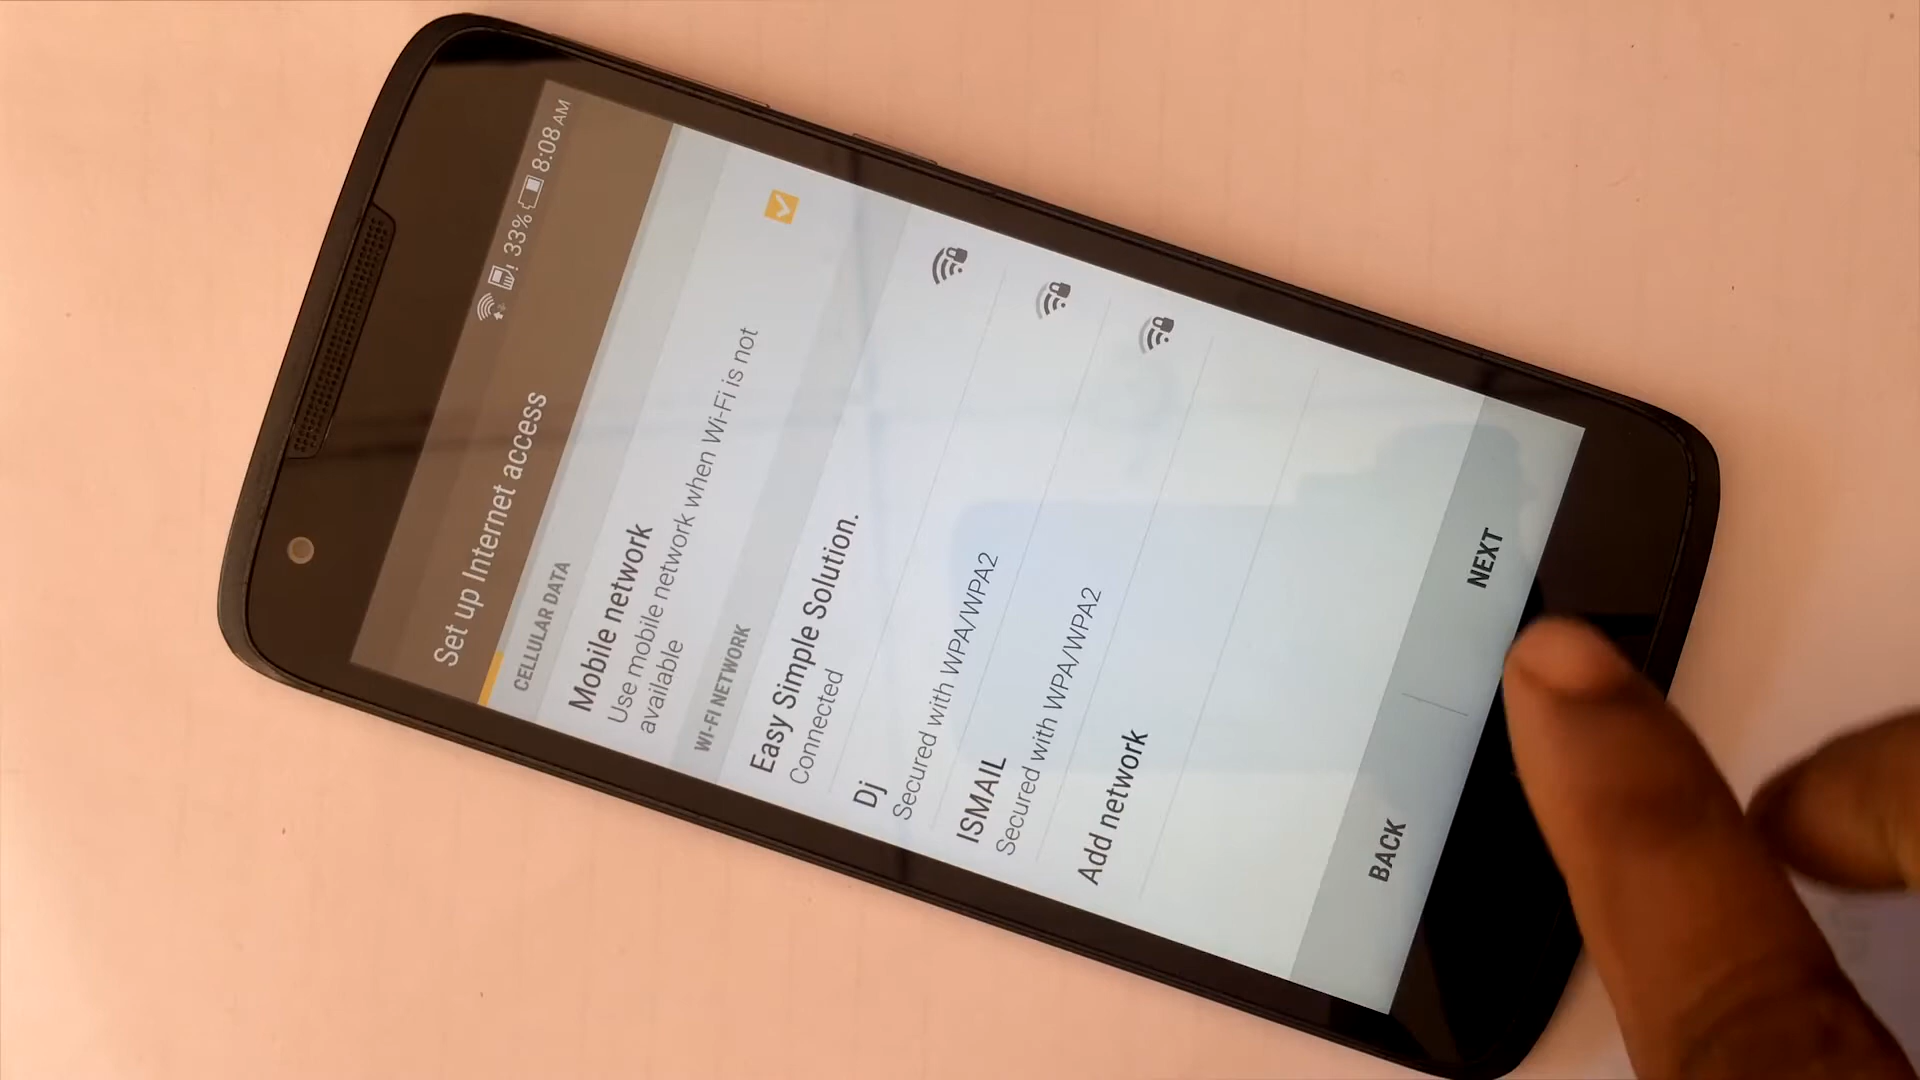 33% 8:08 AM
Set up Internet access
CELLULAR DATA
Mobile network
Use mobile network when Wi-Fi is not
available
WI-FI NETWORK
Easy Simple Solution.
Connected
Dj
Secured with WPA/WPA2
ISMAIL
Secured with WPA/WPA2
Add network
BACK NEXT